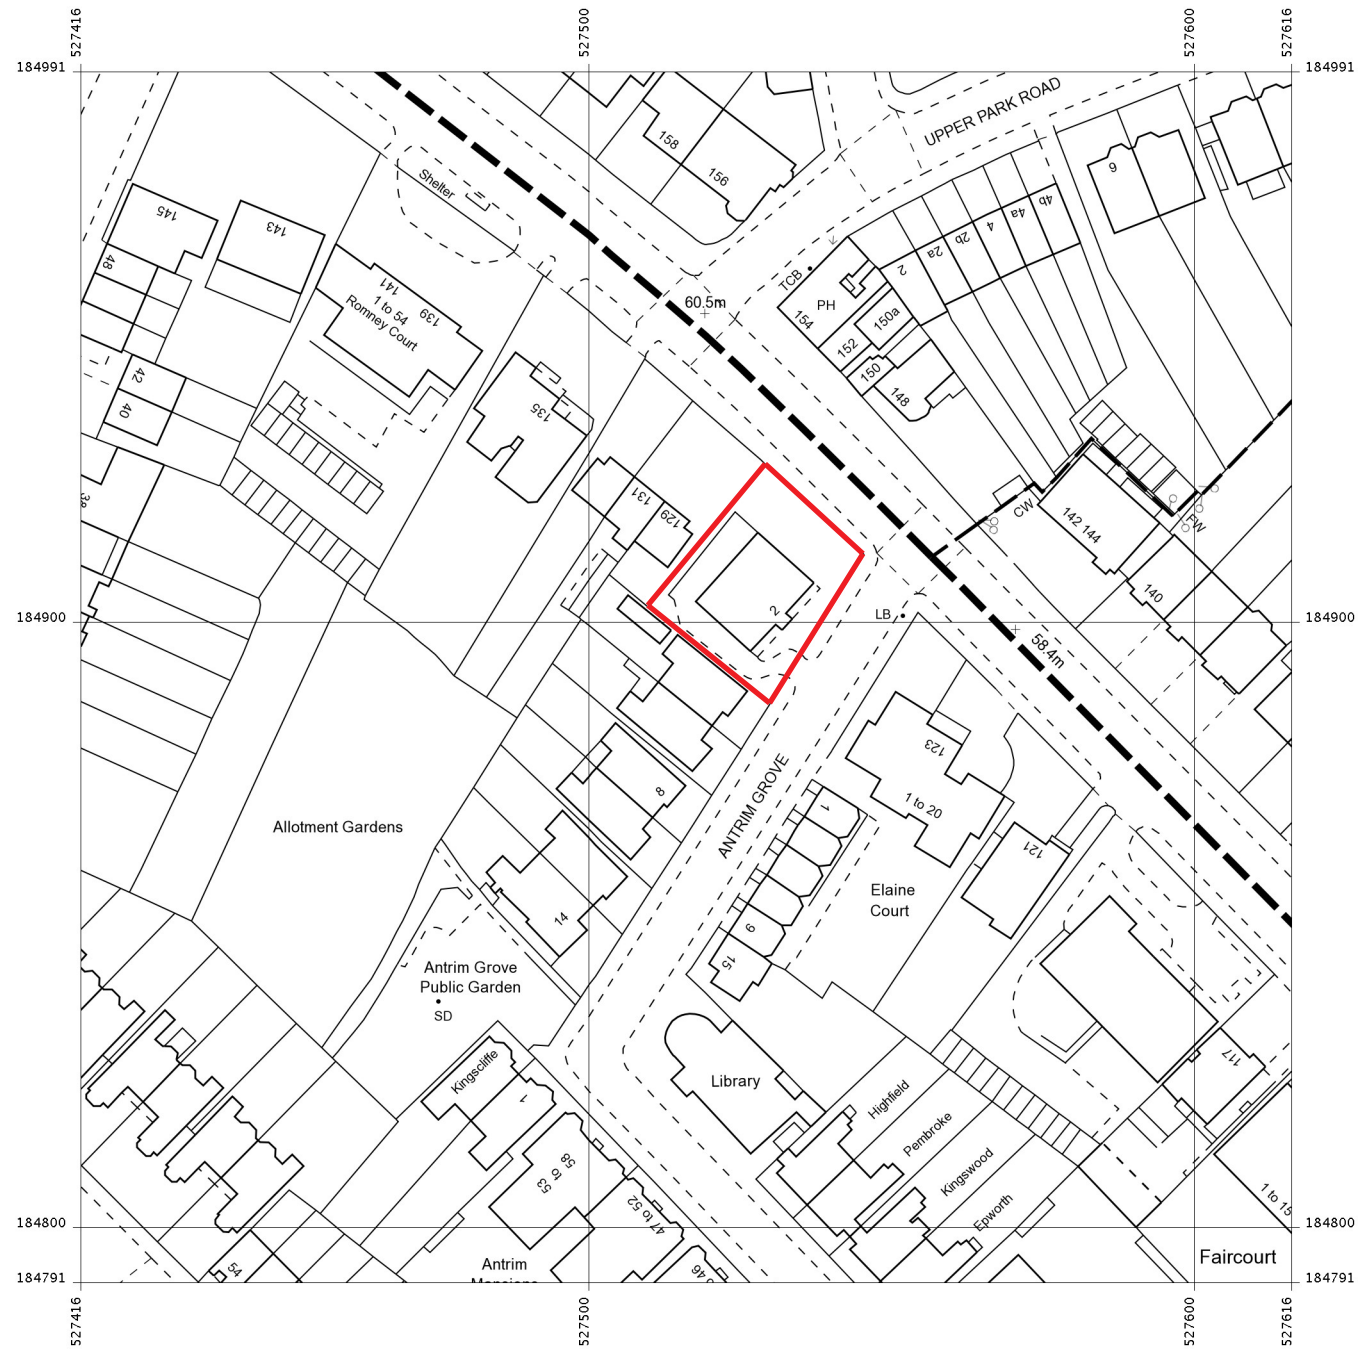 527416
527500
527600
527616
184991
184991
UPPER PARK ROAD
158
156
Shelter
145
143
48
141
139
1 to 54
Romney Court
60.5m
TCB
PH
154
152
150a
150
148
2
2a
2b
4
4a
4b
6
42
40
135
38
131
129
CW
142 144
FW
140
184900
184900
2
LB
58.4m
8
ANTRIM GROVE
123
1 to 20
1
121
Allotment Gardens
Elaine
Court
14
9
15
Antrim Grove
Public Garden
SD
Kingscliffe
1
Library
117
Highfield
Pembroke
Kingswood
Epworth
53
to
58
47 to 52
1 to 15
184800
184800
Faircourt
54
Antrim
46
184791
184791
527416
527500
527600
527616